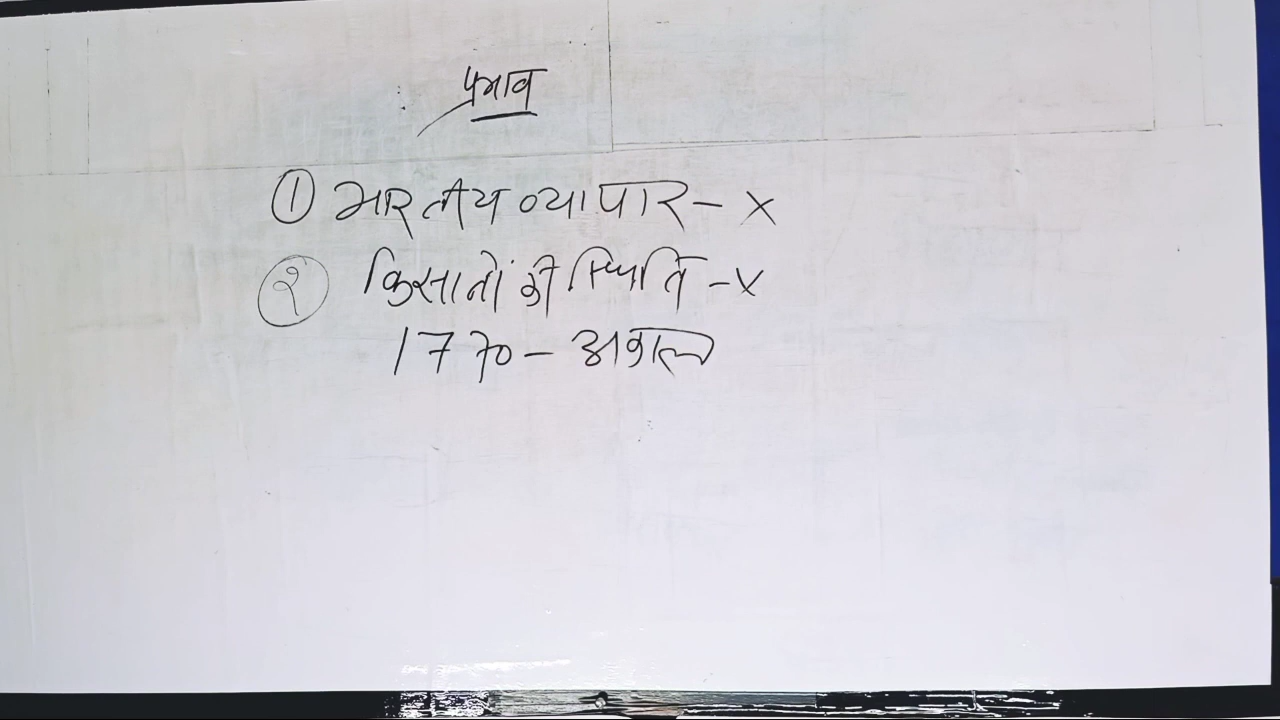 प्रभाव
① भारतीय व्यापार - ×
② किसानों की स्थिति - ×
1770 - अकाल